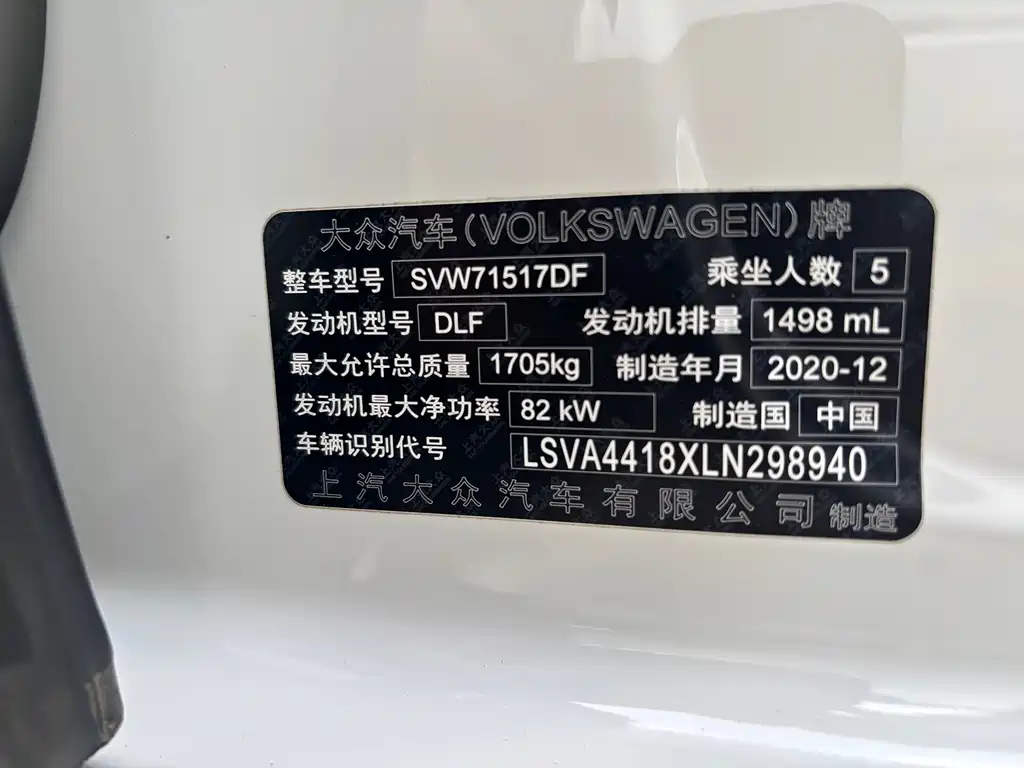 大众汽车(VOLKSWAGEN)牌
整车型号 SVW71517DF 乘坐人数 5
发动机型号 DLF 发动机排量 1498 mL
最大允许总质量 1705kg 制造年月 2020-12
发动机最大净功率 82 kW 制造国 中国
车辆识别代号 LSVA4418XLN298940
上汽大众汽车有限公司 制造